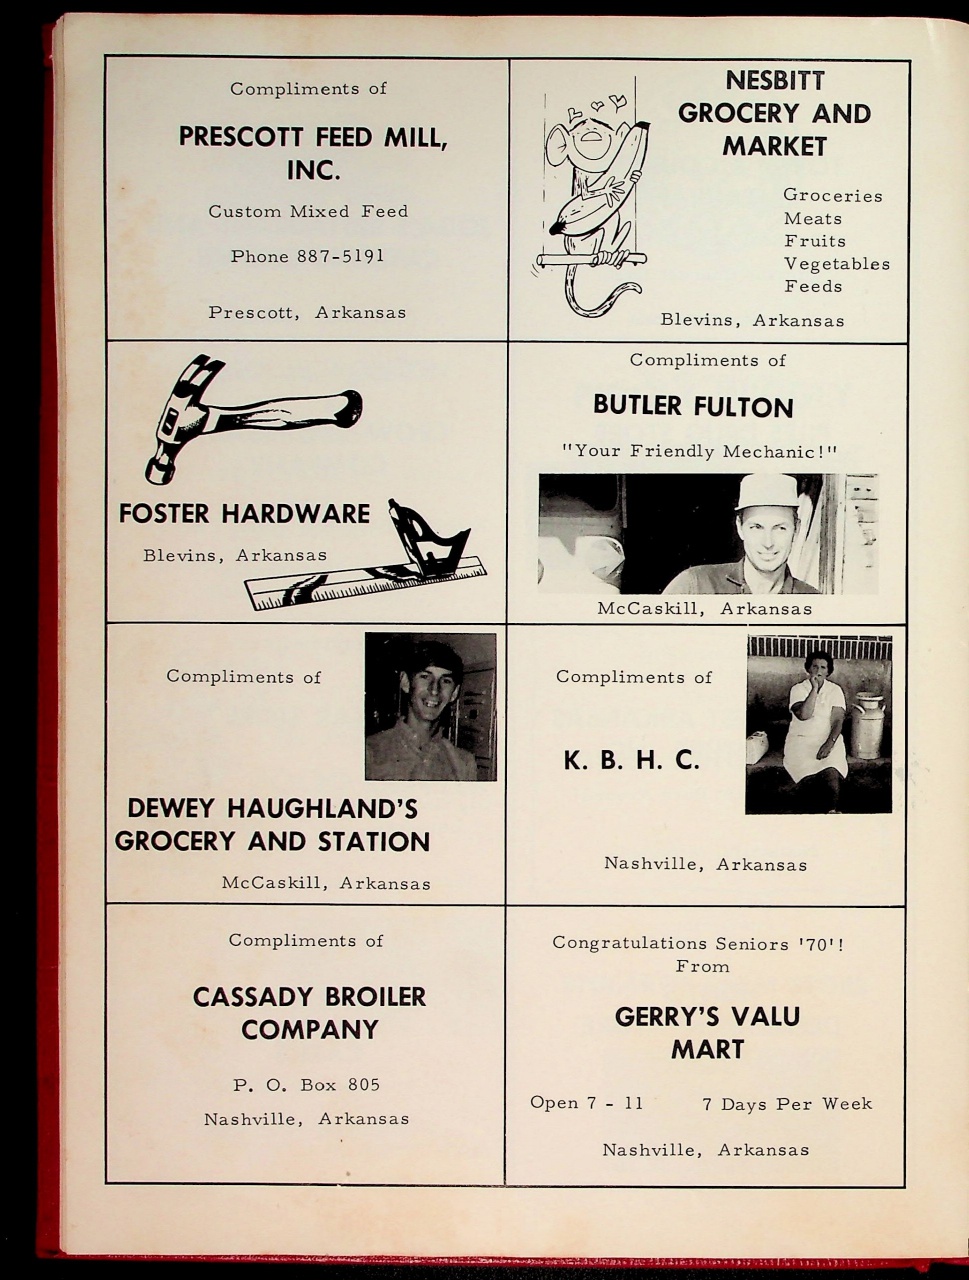 Compliments of
PRESCOTT FEED MILL,
INC.
Custom Mixed Feed
Phone 887-5191
Prescott, Arkansas
NESBITT
GROCERY AND
MARKET
Groceries
Meats
Fruits
Vegetables
Feeds
Blevins, Arkansas
FOSTER HARDWARE
Blevins, Arkansas
Compliments of
BUTLER FULTON
"Your Friendly Mechanic!"
McCaskill, Arkansas
Compliments of
DEWEY HAUGHLAND'S
GROCERY AND STATION
McCaskill, Arkansas
Compliments of
K. B. H. C.
Nashville, Arkansas
Compliments of
CASSADY BROILER
COMPANY
P. O. Box 805
Nashville, Arkansas
Congratulations Seniors '70'!
From
GERRY'S VALU
MART
Open 7 - 11 7 Days Per Week
Nashville, Arkansas